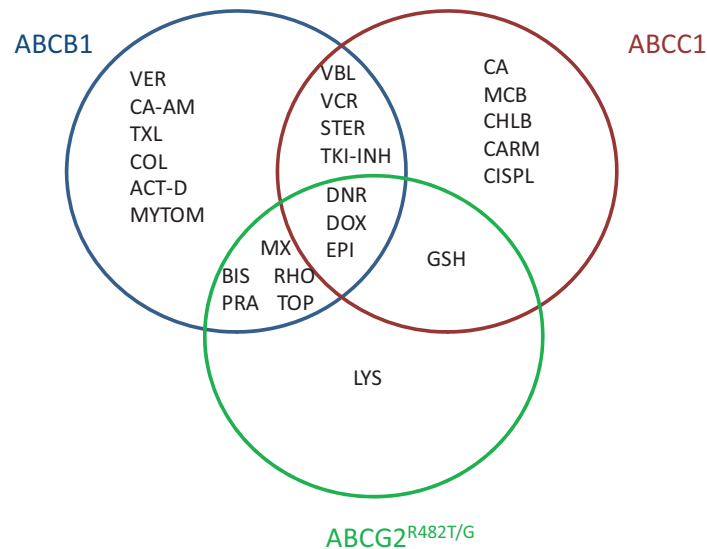 ABCB1
ABCC1
VER
CA-AM
TXL
COL
ACT-D
MYTOM
VBL
VCR
STER
TKI-INH
CA
MCB
CHLB
CARM
CISPL
DNR
DOX
EPI
MX
BIS RHO
PRA TOP
GSH
LYS
ABCG2R482T/G